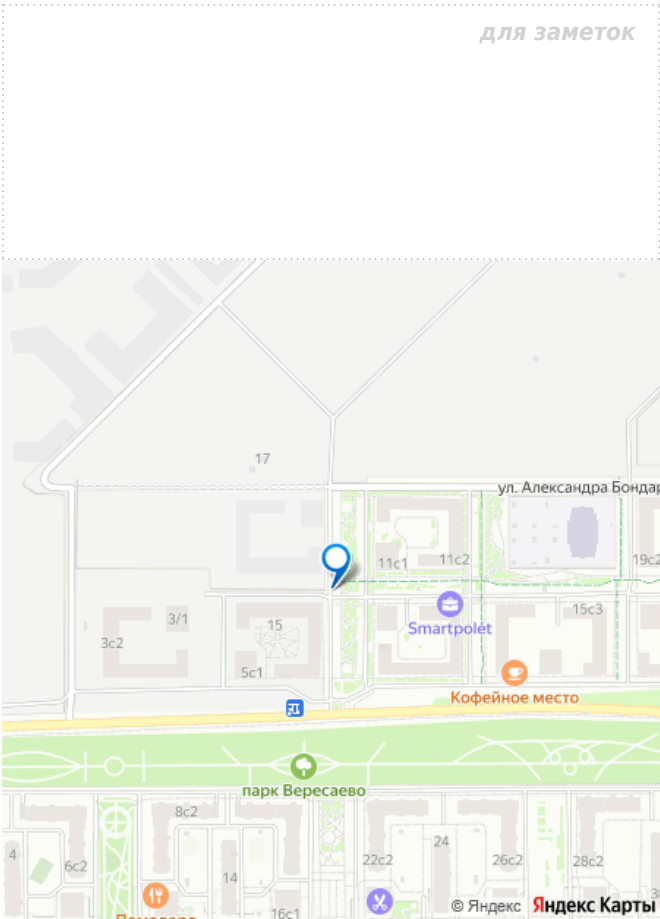 для заметок
17
ул. Александра Бондар
11с1
11с2
19с2
3/1
15
15с3
3с2
Smartpolét
5с1
Кофейное место
парк Вересаево
8с2
4
6с2
14
22с2
24
26с2
28с2
16с1
© Яндекс Яндекс Карты